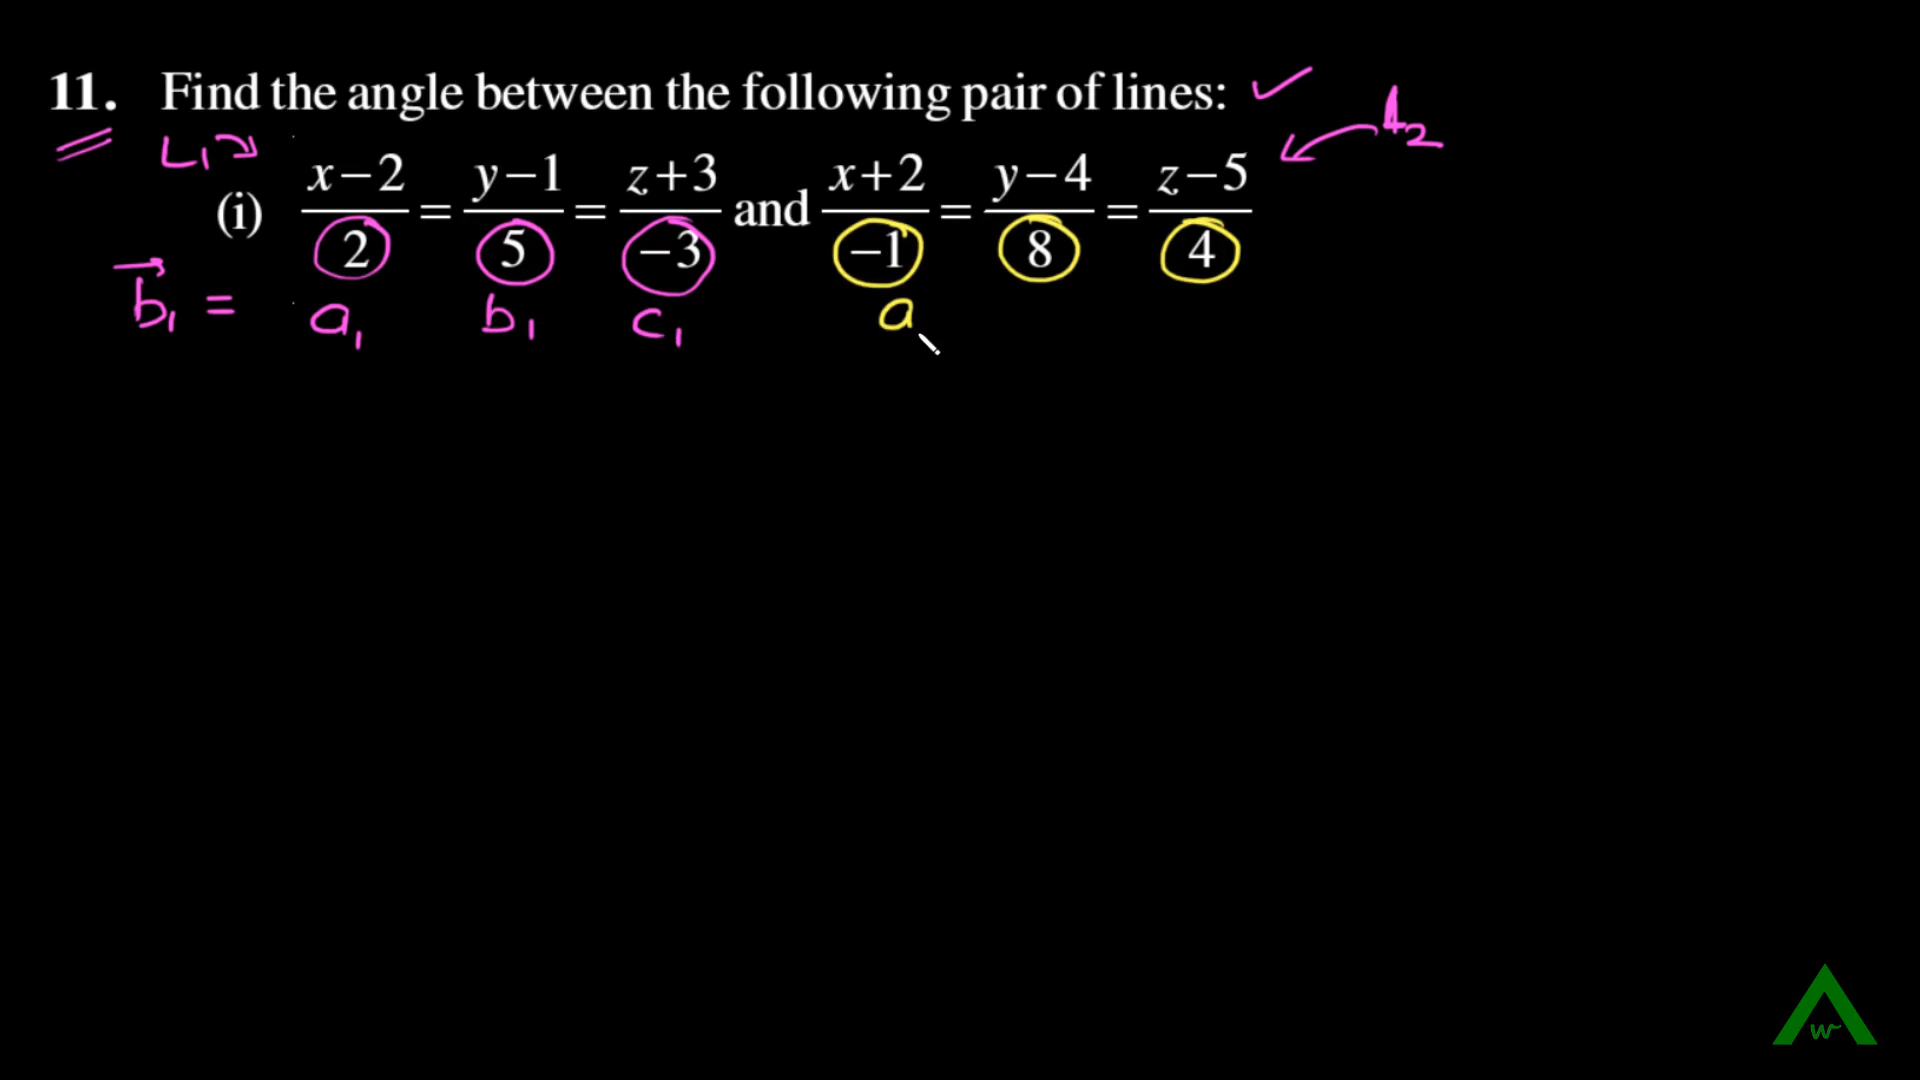 11. Find the angle between the following pair of lines: ✓
L₁ L₂
(i) x−2/2 = y−1/5 = z+3/−3 and x+2/−1 = y−4/8 = z−5/4
b⃗₁ = a₁ b₁ c₁ a
w